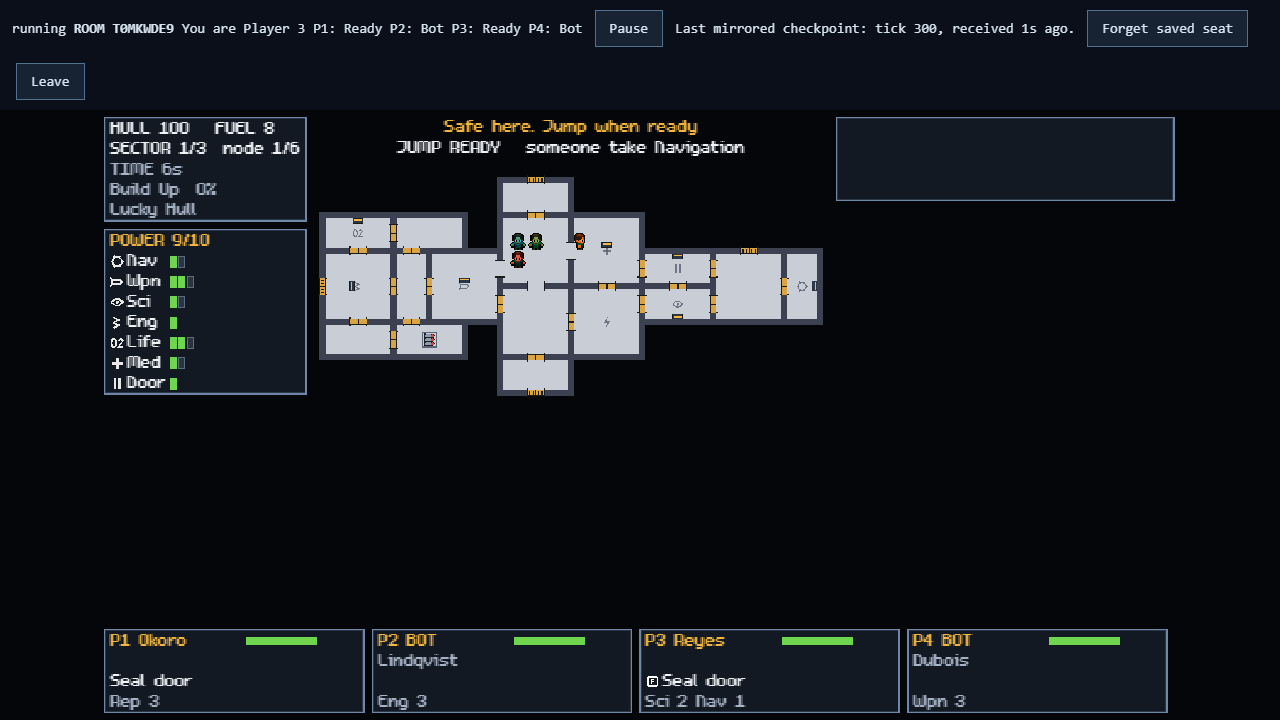 running ROOM T0MKWDE9 You are Player 3 P1: Ready P2: Bot P3: Ready P4: Bot Pause Last mirrored checkpoint: tick 300, received 1s ago. Forget saved seat
Leave
HULL 100 FUEL 8
SECTOR 1/3 node 1/6
TIME 6s
Build Up 0%
Lucky Hull
Safe here. Jump when ready
JUMP READY someone take Navigation
POWER 9/10
Nav
Wpn
Sci
Eng
O2 Life
Med
Door
O2
P1 Okoro
Seal door
Rep 3
P2 BOT
Lindqvist
Eng 3
P3 Reyes
E Seal door
Sci 2 Nav 1
P4 BOT
Dubois
Wpn 3